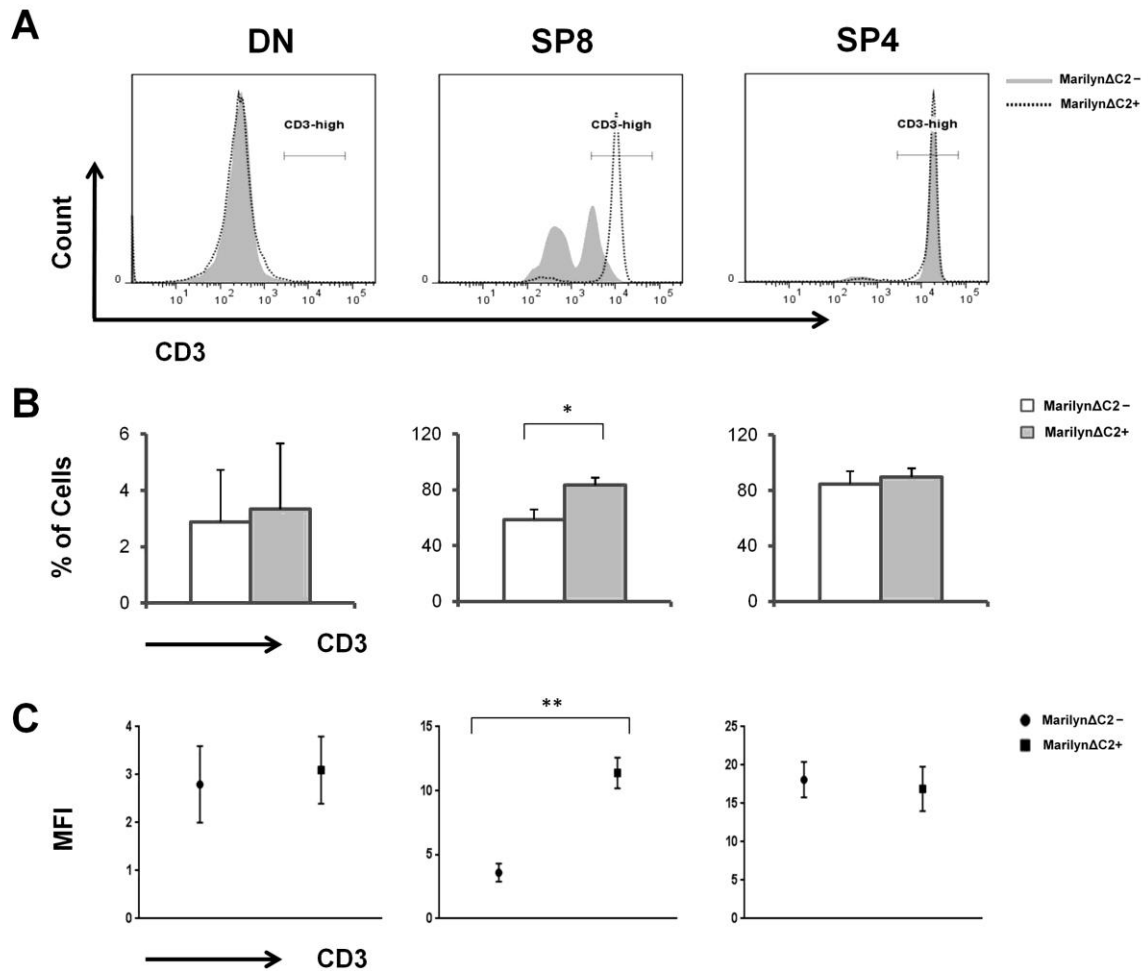 A
DN
SP8
SP4
CD3-high
CD3-high
CD3-high
MarilynΔC2−
MarilynΔC2+
Count
0
10¹ 10² 10³ 10⁴ 10⁵
0
10¹ 10² 10³ 10⁴ 10⁵
0
10¹ 10² 10³ 10⁴ 10⁵
CD3
B
% of Cells
6
4
2
0
*
120
80
40
0
120
80
40
0
MarilynΔC2−
MarilynΔC2+
CD3
C
MFI
4
3
2
1
0
**
15
10
5
0
25
20
15
10
5
0
MarilynΔC2−
MarilynΔC2+
CD3